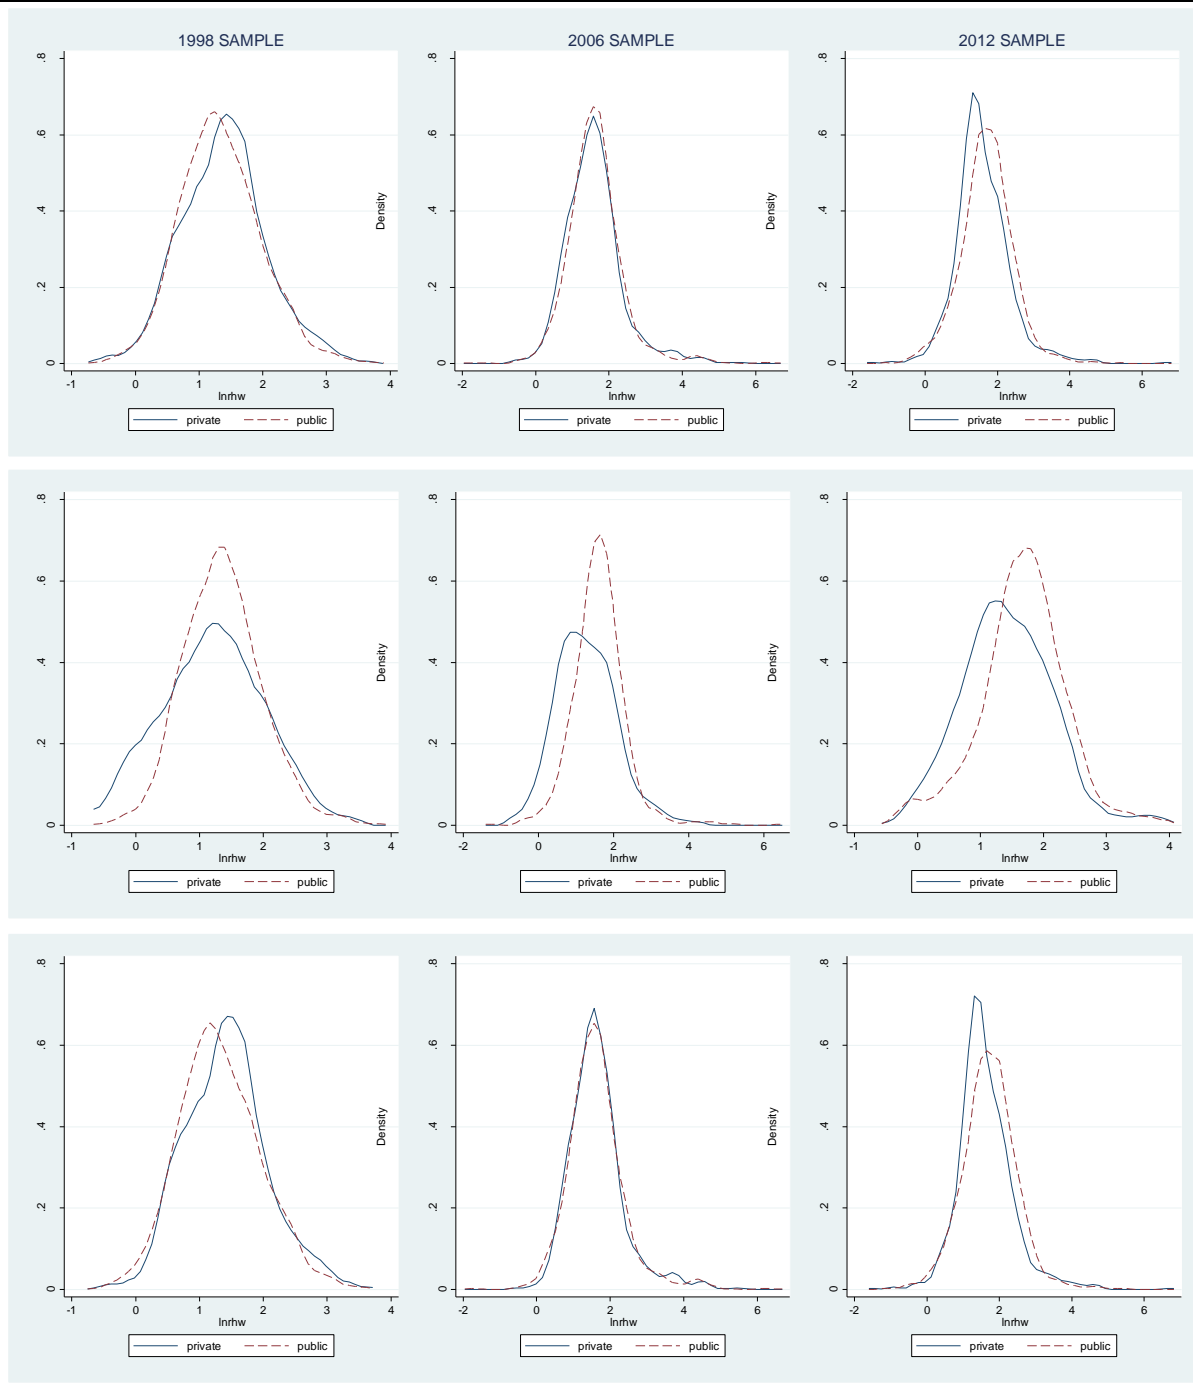 1998 SAMPLE
2006 SAMPLE
2012 SAMPLE
.8
.6
.4
.2
0
-1
0
1
2
3
4
lnrhw
private
public
Density
.8
.6
.4
.2
0
-2
0
2
4
6
lnrhw
private
public
Density
.8
.6
.4
.2
0
-2
0
2
4
6
lnrhw
private
public
.8
.6
.4
.2
0
-1
0
1
2
3
4
lnrhw
private
public
Density
.8
.6
.4
.2
0
-2
0
2
4
6
lnrhw
private
public
Density
.8
.6
.4
.2
0
-1
0
1
2
3
4
lnrhw
private
public
.8
.6
.4
.2
0
-1
0
1
2
3
4
lnrhw
private
public
Density
.8
.6
.4
.2
0
-2
0
2
4
6
lnrhw
private
public
Density
.8
.6
.4
.2
0
-2
0
2
4
6
lnrhw
private
public